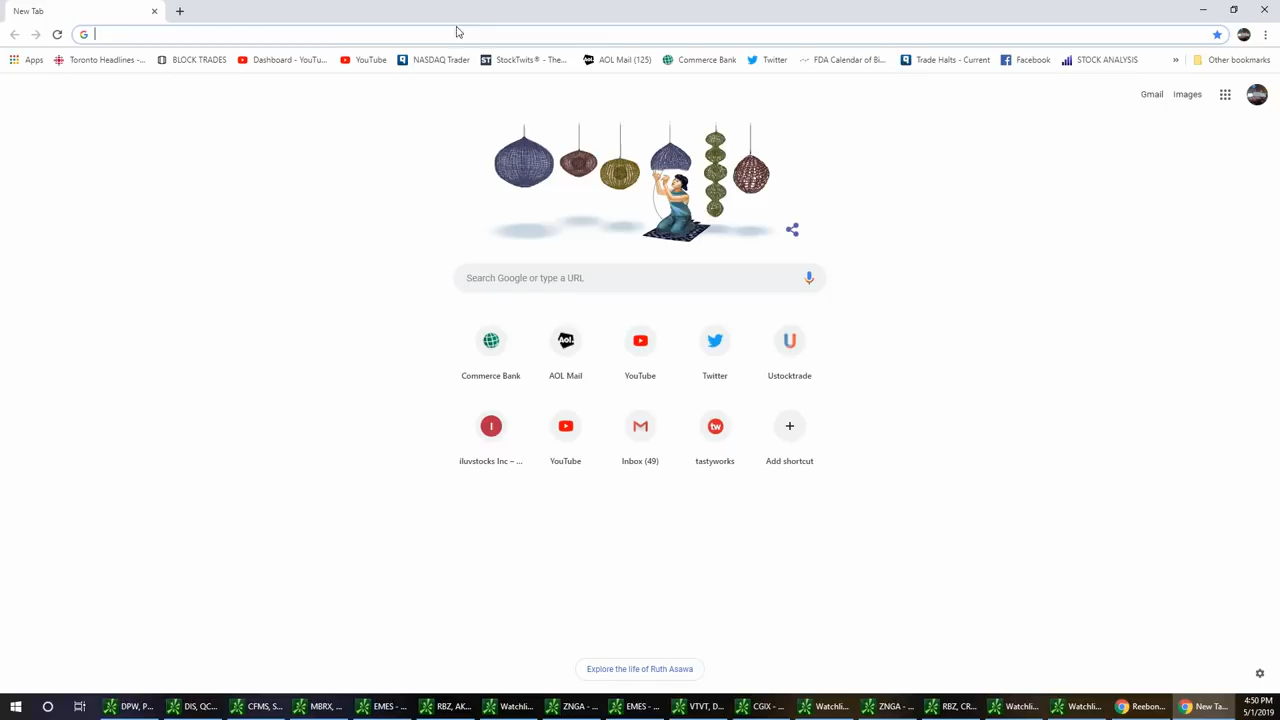 New Tab
Apps Toronto Headlines -... BLOCK TRADES Dashboard - YouTu... YouTube NASDAQ Trader StockTwits® - The... AOL Mail (125) Commerce Bank Twitter FDA Calendar of Bi... Trade Halts - Current Facebook STOCK ANALYSIS » Other bookmarks
Gmail Images
Search Google or type a URL
Commerce Bank AOL Mail YouTube Twitter Ustocktrade
iluvstocks Inc – ... YouTube Inbox (49) tastyworks Add shortcut
Explore the life of Ruth Asawa
DPW, P... DIS, QC... CFMS, S... MBRX, ... EMES - ... RBZ, AK... Watchli... ZNGA - ... EMES - ... VTVT, D... CGIX - ... Watchli... ZNGA - ... RBZ, CR... Watchli... Watchli... Reebon... New Ta... 4:50 PM
5/1/2019